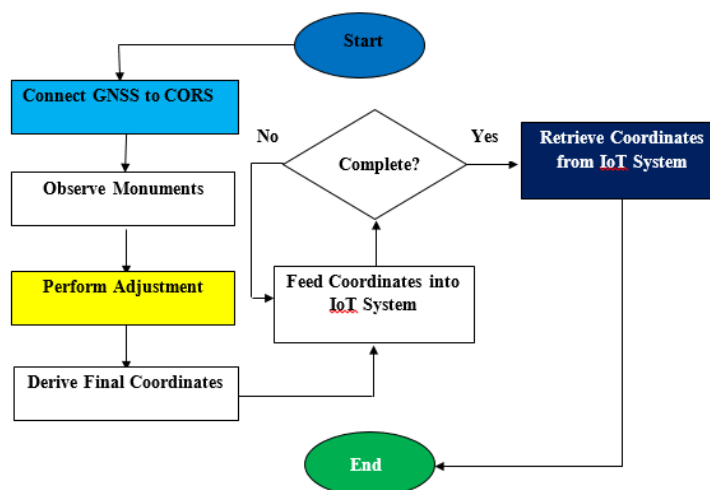 Start
Connect GNSS to CORS
Observe Monuments
Perform Adjustment
Derive Final Coordinates
Feed Coordinates into
IoT System
No
Complete?
Yes
Retrieve Coordinates
from IoT System
End